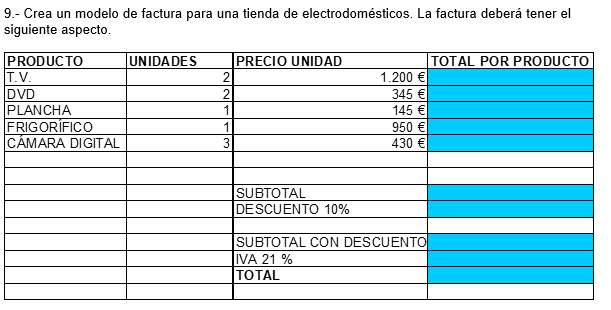 9.- Crea un modelo de factura para una tienda de electrodomésticos. La factura deberá tener el
siguiente aspecto.
PRODUCTO UNIDADES PRECIO UNIDAD TOTAL POR PRODUCTO
T.V. 2 1.200 €
DVD 2 345 €
PLANCHA 1 145 €
FRIGORÍFICO 1 950 €
CÁMARA DIGITAL 3 430 €
SUBTOTAL
DESCUENTO 10%
SUBTOTAL CON DESCUENTO
IVA 21 %
TOTAL